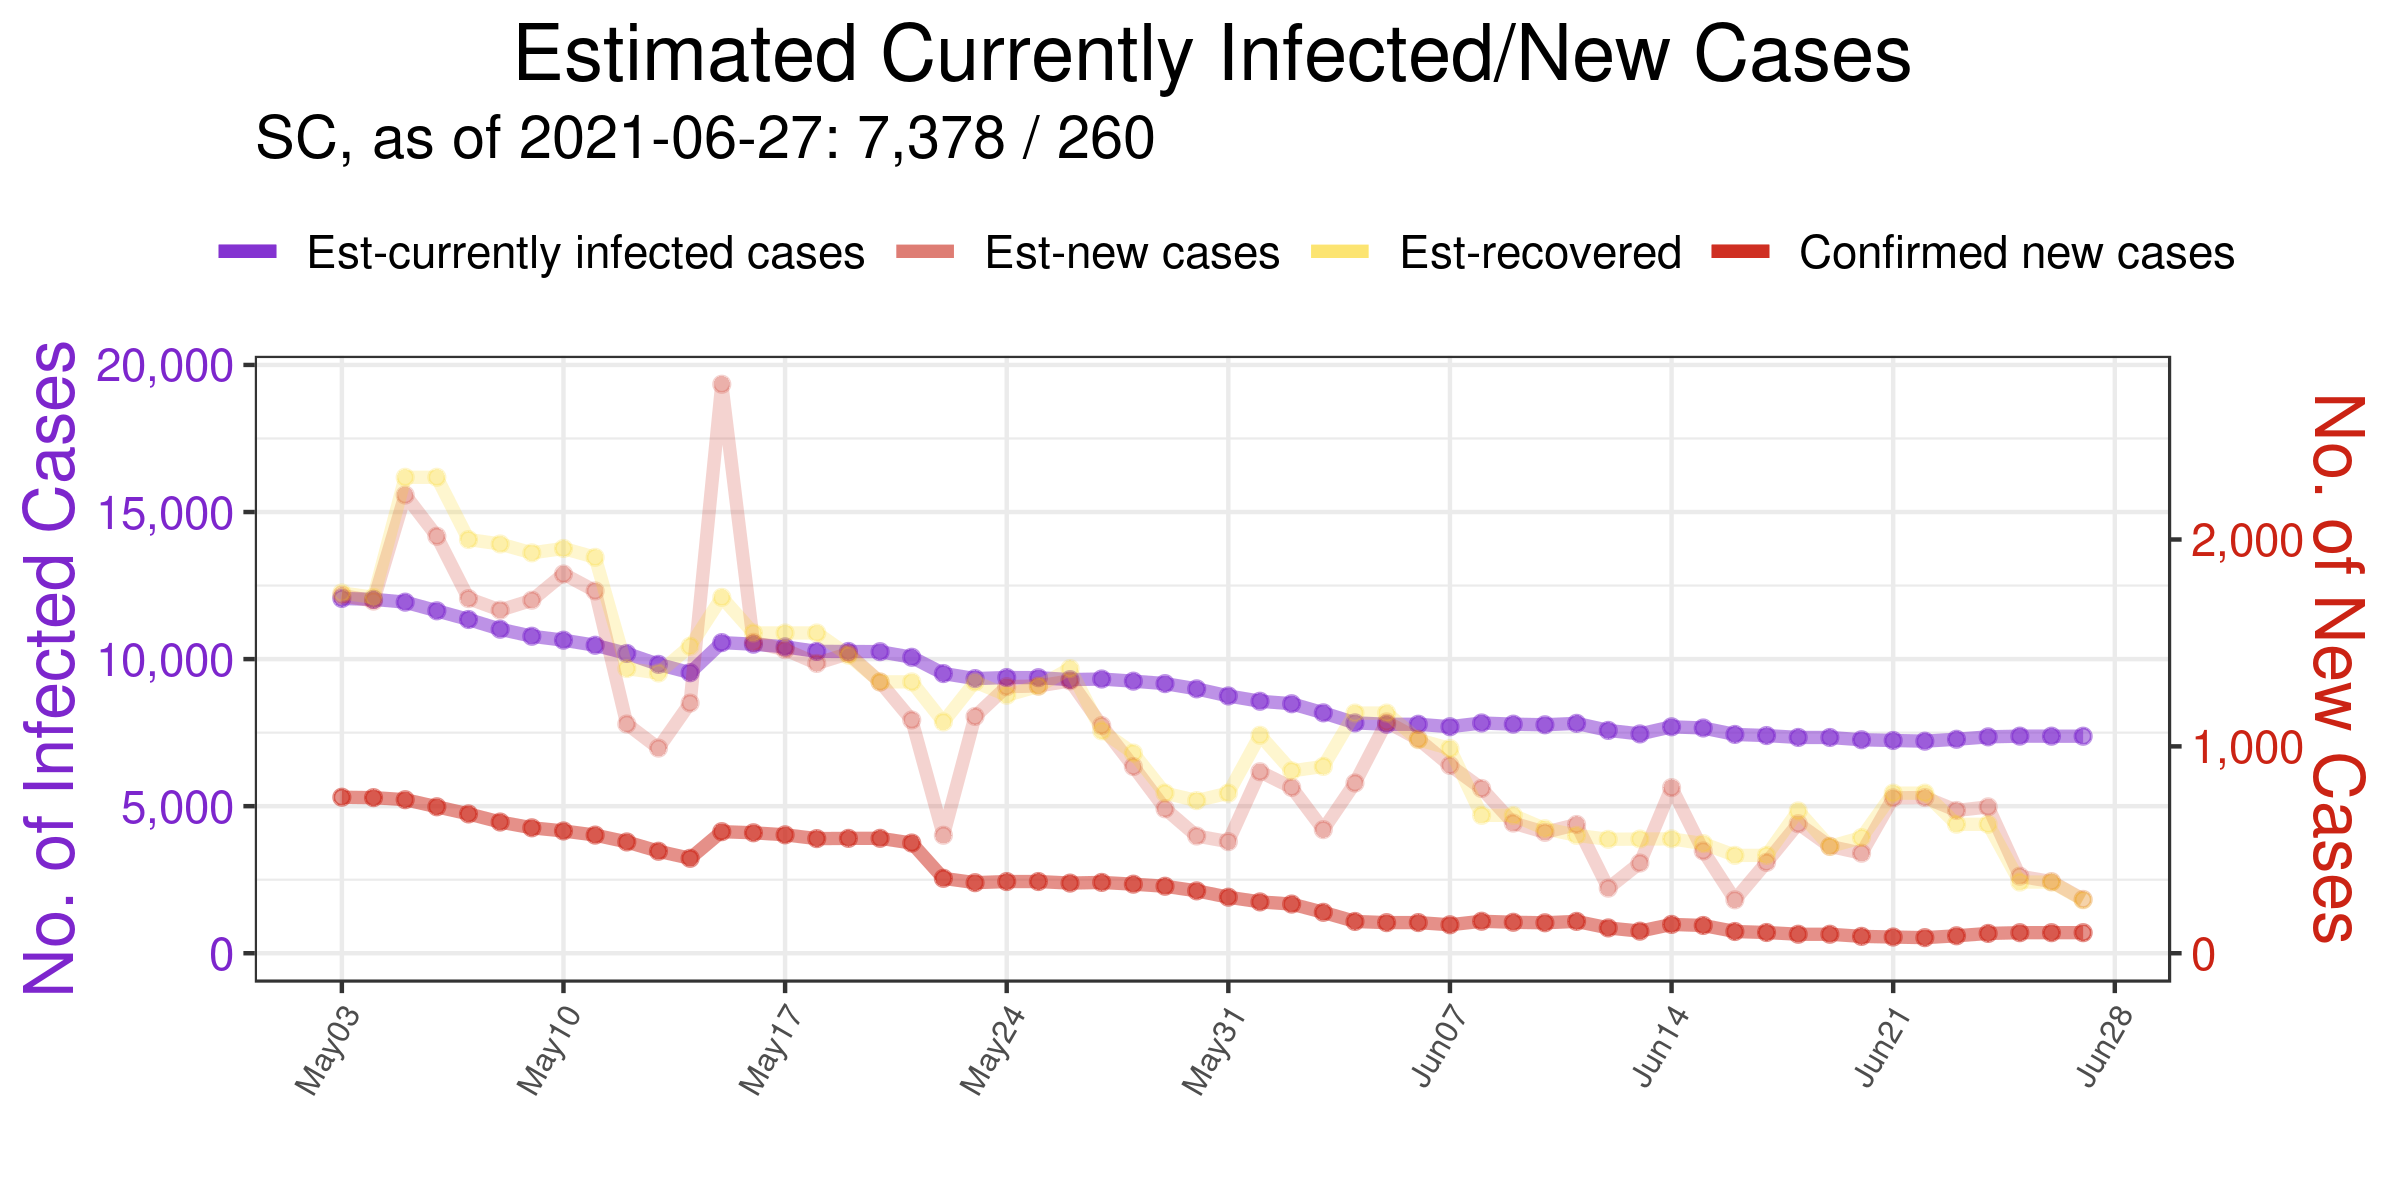 Estimated Currently Infected/New Cases
SC, as of 2021-06-27: 7,378 / 260
Est-currently infected cases Est-new cases Est-recovered Confirmed new cases
No. of Infected Cases
20,000
15,000
10,000
5,000
0
2,000
1,000
0
No. of New Cases
May03 May10 May17 May24 May31 Jun07 Jun14 Jun21 Jun28